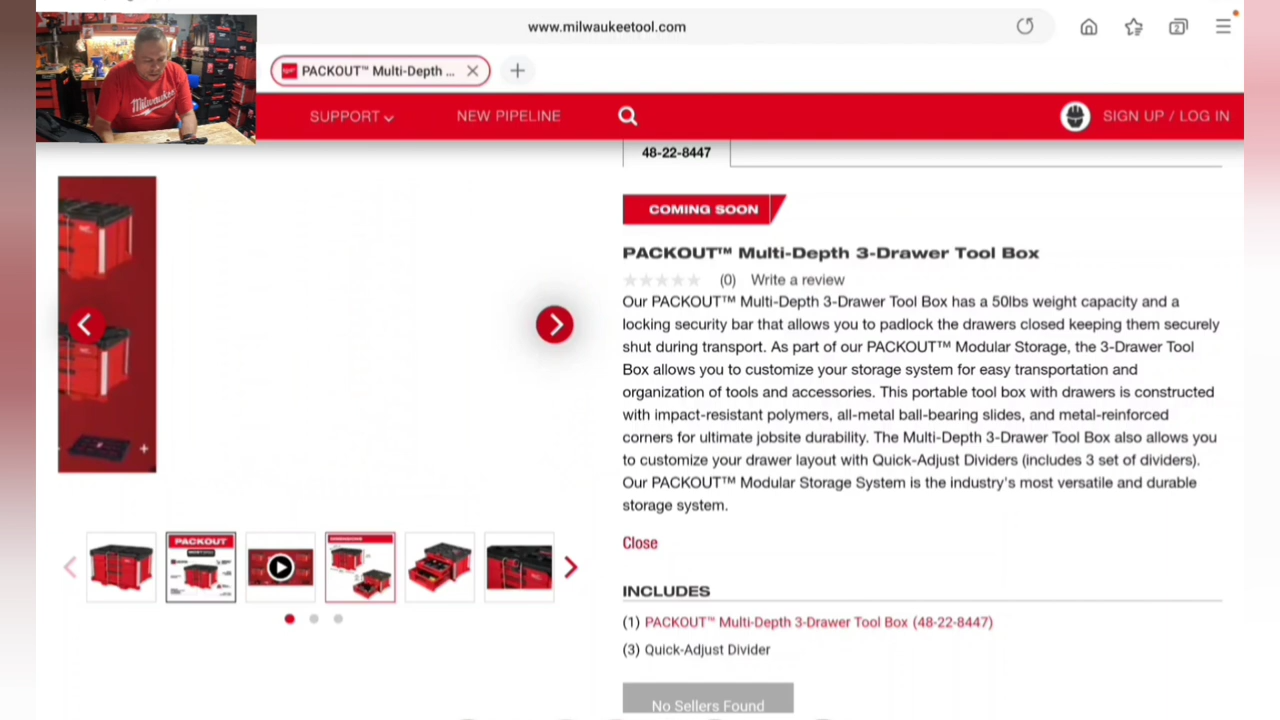 www.milwaukeetool.com
2
PACKOUT™ Multi-Depth ...
Milwaukee
SUPPORT
NEW PIPELINE
SIGN UP / LOG IN
48-22-8447
COMING SOON
PACKOUT™ Multi-Depth 3-Drawer Tool Box
(0) Write a review
Our PACKOUT™ Multi-Depth 3-Drawer Tool Box has a 50lbs weight capacity and a
locking security bar that allows you to padlock the drawers closed keeping them securely
shut during transport. As part of our PACKOUT™ Modular Storage, the 3-Drawer Tool
Box allows you to customize your storage system for easy transportation and
organization of tools and accessories. This portable tool box with drawers is constructed
with impact-resistant polymers, all-metal ball-bearing slides, and metal-reinforced
corners for ultimate jobsite durability. The Multi-Depth 3-Drawer Tool Box also allows you
to customize your drawer layout with Quick-Adjust Dividers (includes 3 set of dividers).
Our PACKOUT™ Modular Storage System is the industry's most versatile and durable
storage system.
Close
PACKOUT
INCLUDES
(1) PACKOUT™ Multi-Depth 3-Drawer Tool Box (48-22-8447)
(3) Quick-Adjust Divider
No Sellers Found